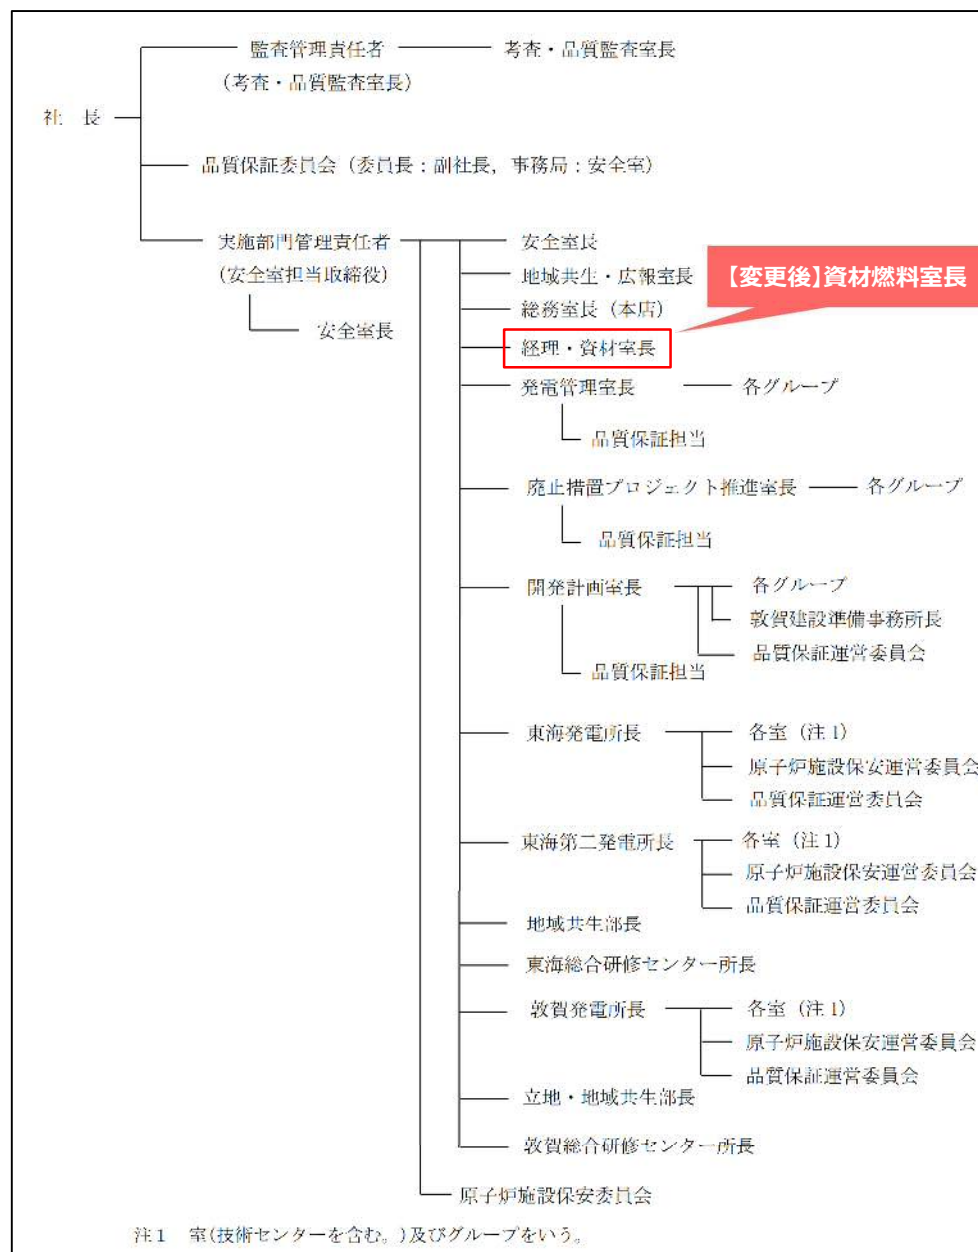 監査管理責任者 考査・品質監査室長
(考査・品質監査室長)
社 長
品質保証委員会(委員長:副社長, 事務局:安全室)
実施部門管理責任者 安全室長
(安全室担当取締役) 地域共生・広報室長
【変更後】資材燃料室長
総務室長(本店)
安全室長
経理・資材室長
発電管理室長 各グループ
品質保証担当
廃止措置プロジェクト推進室長 各グループ
品質保証担当
開発計画室長 各グループ
敦賀建設準備事務所長
品質保証運営委員会
品質保証担当
東海発電所長 各室(注1)
原子炉施設保安運営委員会
品質保証運営委員会
東海第二発電所長 各室(注1)
原子炉施設保安運営委員会
品質保証運営委員会
地域共生部長
東海総合研修センター所長
敦賀発電所長 各室(注1)
原子炉施設保安運営委員会
品質保証運営委員会
立地・地域共生部長
敦賀総合研修センター所長
原子炉施設保安委員会
注1 室(技術センターを含む。)及びグループをいう。